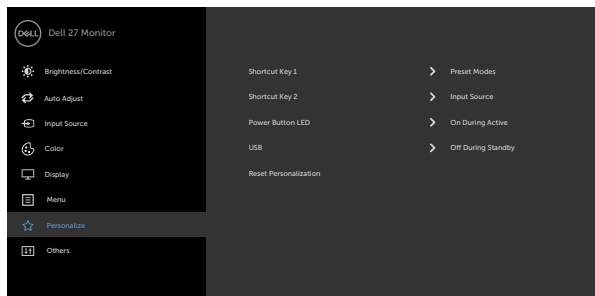 DELL Dell 27 Monitor
Brightness/Contrast
Auto Adjust
Input Source
Color
Display
Menu
Personalize
Others
Shortcut Key 1 Preset Modes
Shortcut Key 2 Input Source
Power Button LED On During Active
USB Off During Standby
Reset Personalization